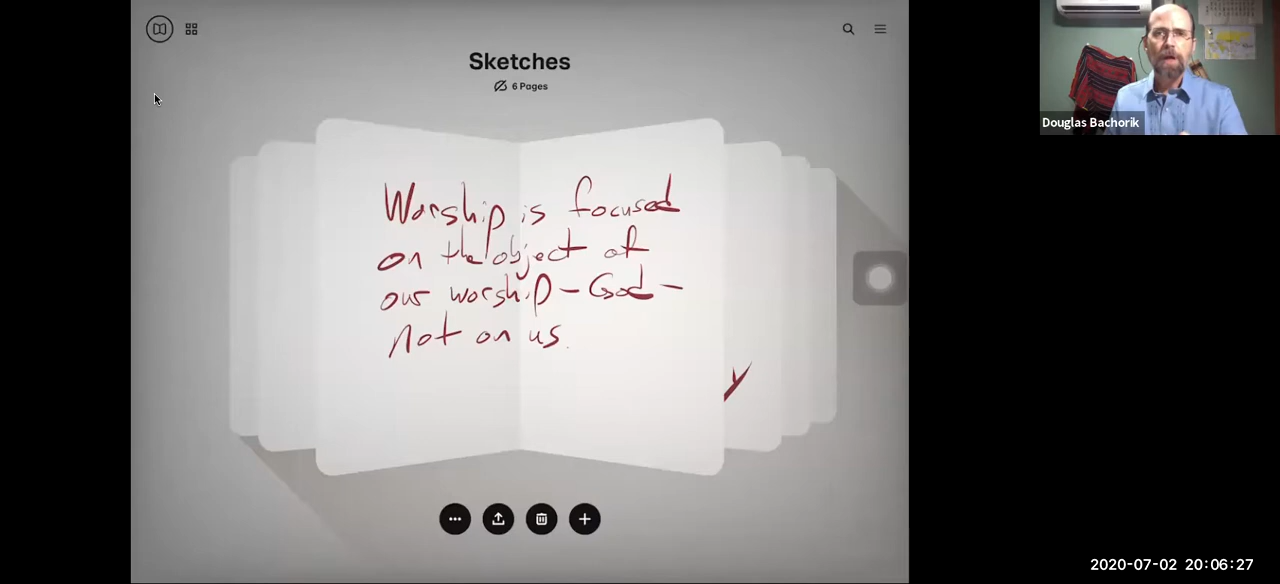 Sketches
6 Pages
Worship is focused
on the object of
our worship - God -
not on us.
y
Douglas Bachorik
2020-07-02 20:06:27